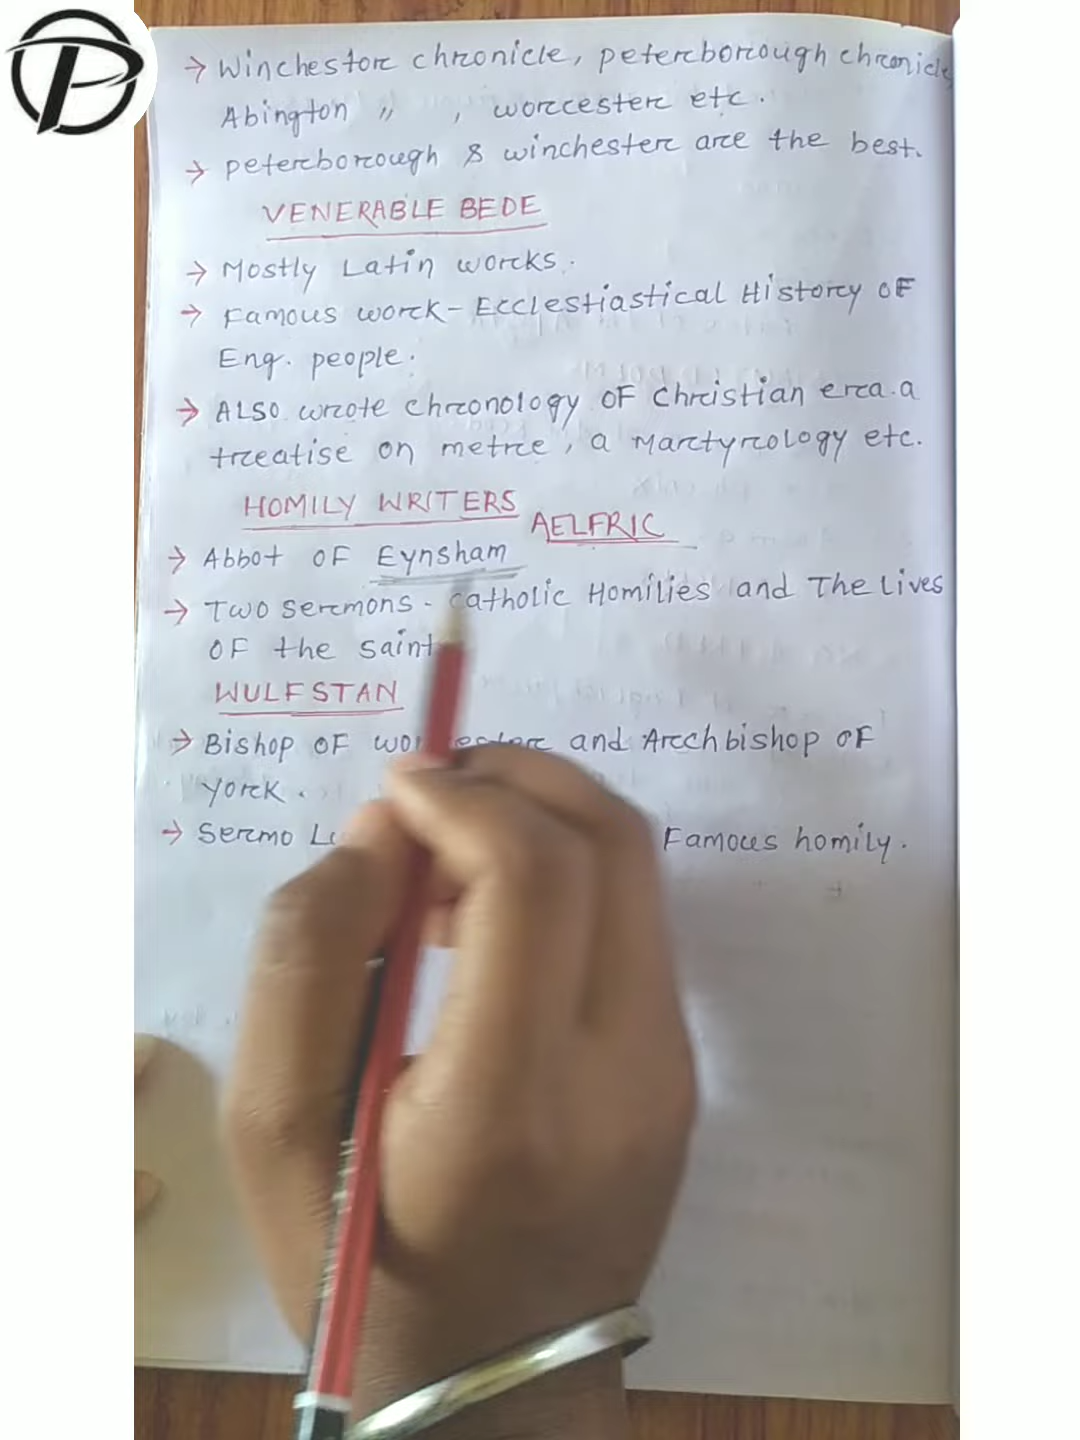 → Winchester chronicle, peterborough chronicle
Abington 〃 , worcester etc.
→ peterborough & winchester are the best.
VENERABLE BEDE
→ Mostly Latin works.
→ Famous work - Ecclestiastical History OF
Eng. people.
→ ALSO wrote chronology OF christian era. a
treatise on metre, a Martyrology etc.
HOMILY WRITERS
AELFRIC
→ Abbot OF Eynsham
→ Two sermons - catholic Homilies and The Lives
OF the saint
WULFSTAN
→ Bishop OF and Archbishop OF
york.
→ Sermo Famous homily.